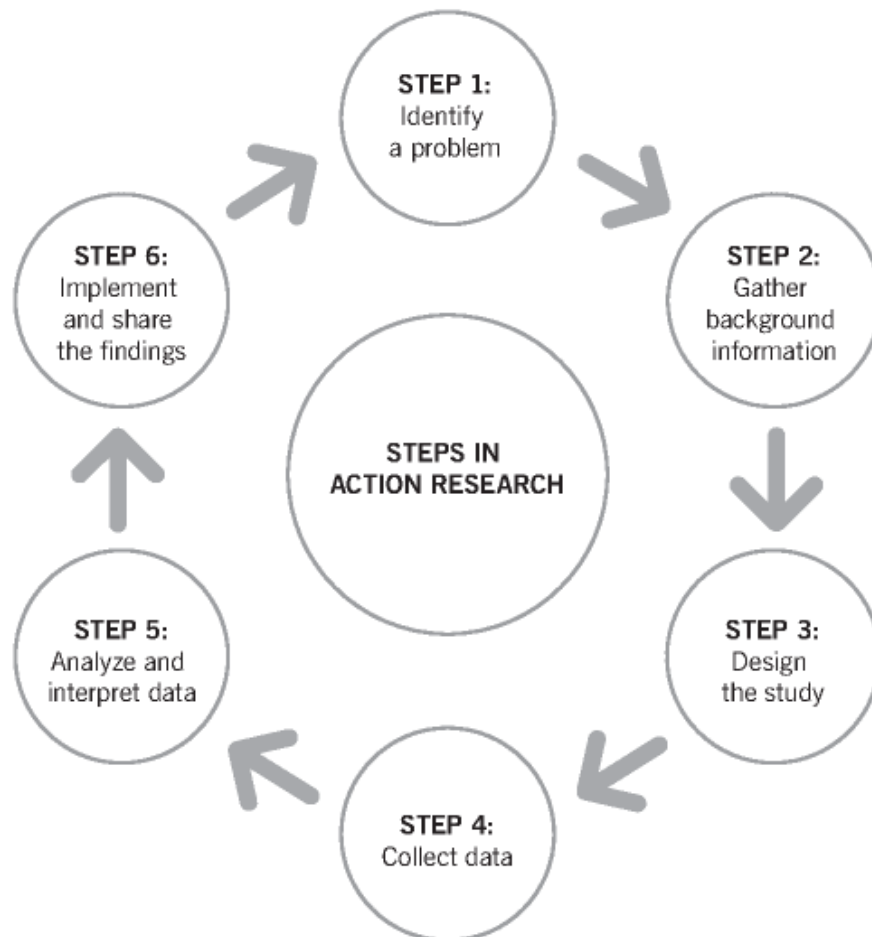 STEP 1:
Identify
a problem
STEP 2:
Gather
background
information
STEP 3:
Design
the study
STEP 4:
Collect data
STEP 5:
Analyze and
interpret data
STEP 6:
Implement
and share
the findings
STEPS IN
ACTION RESEARCH